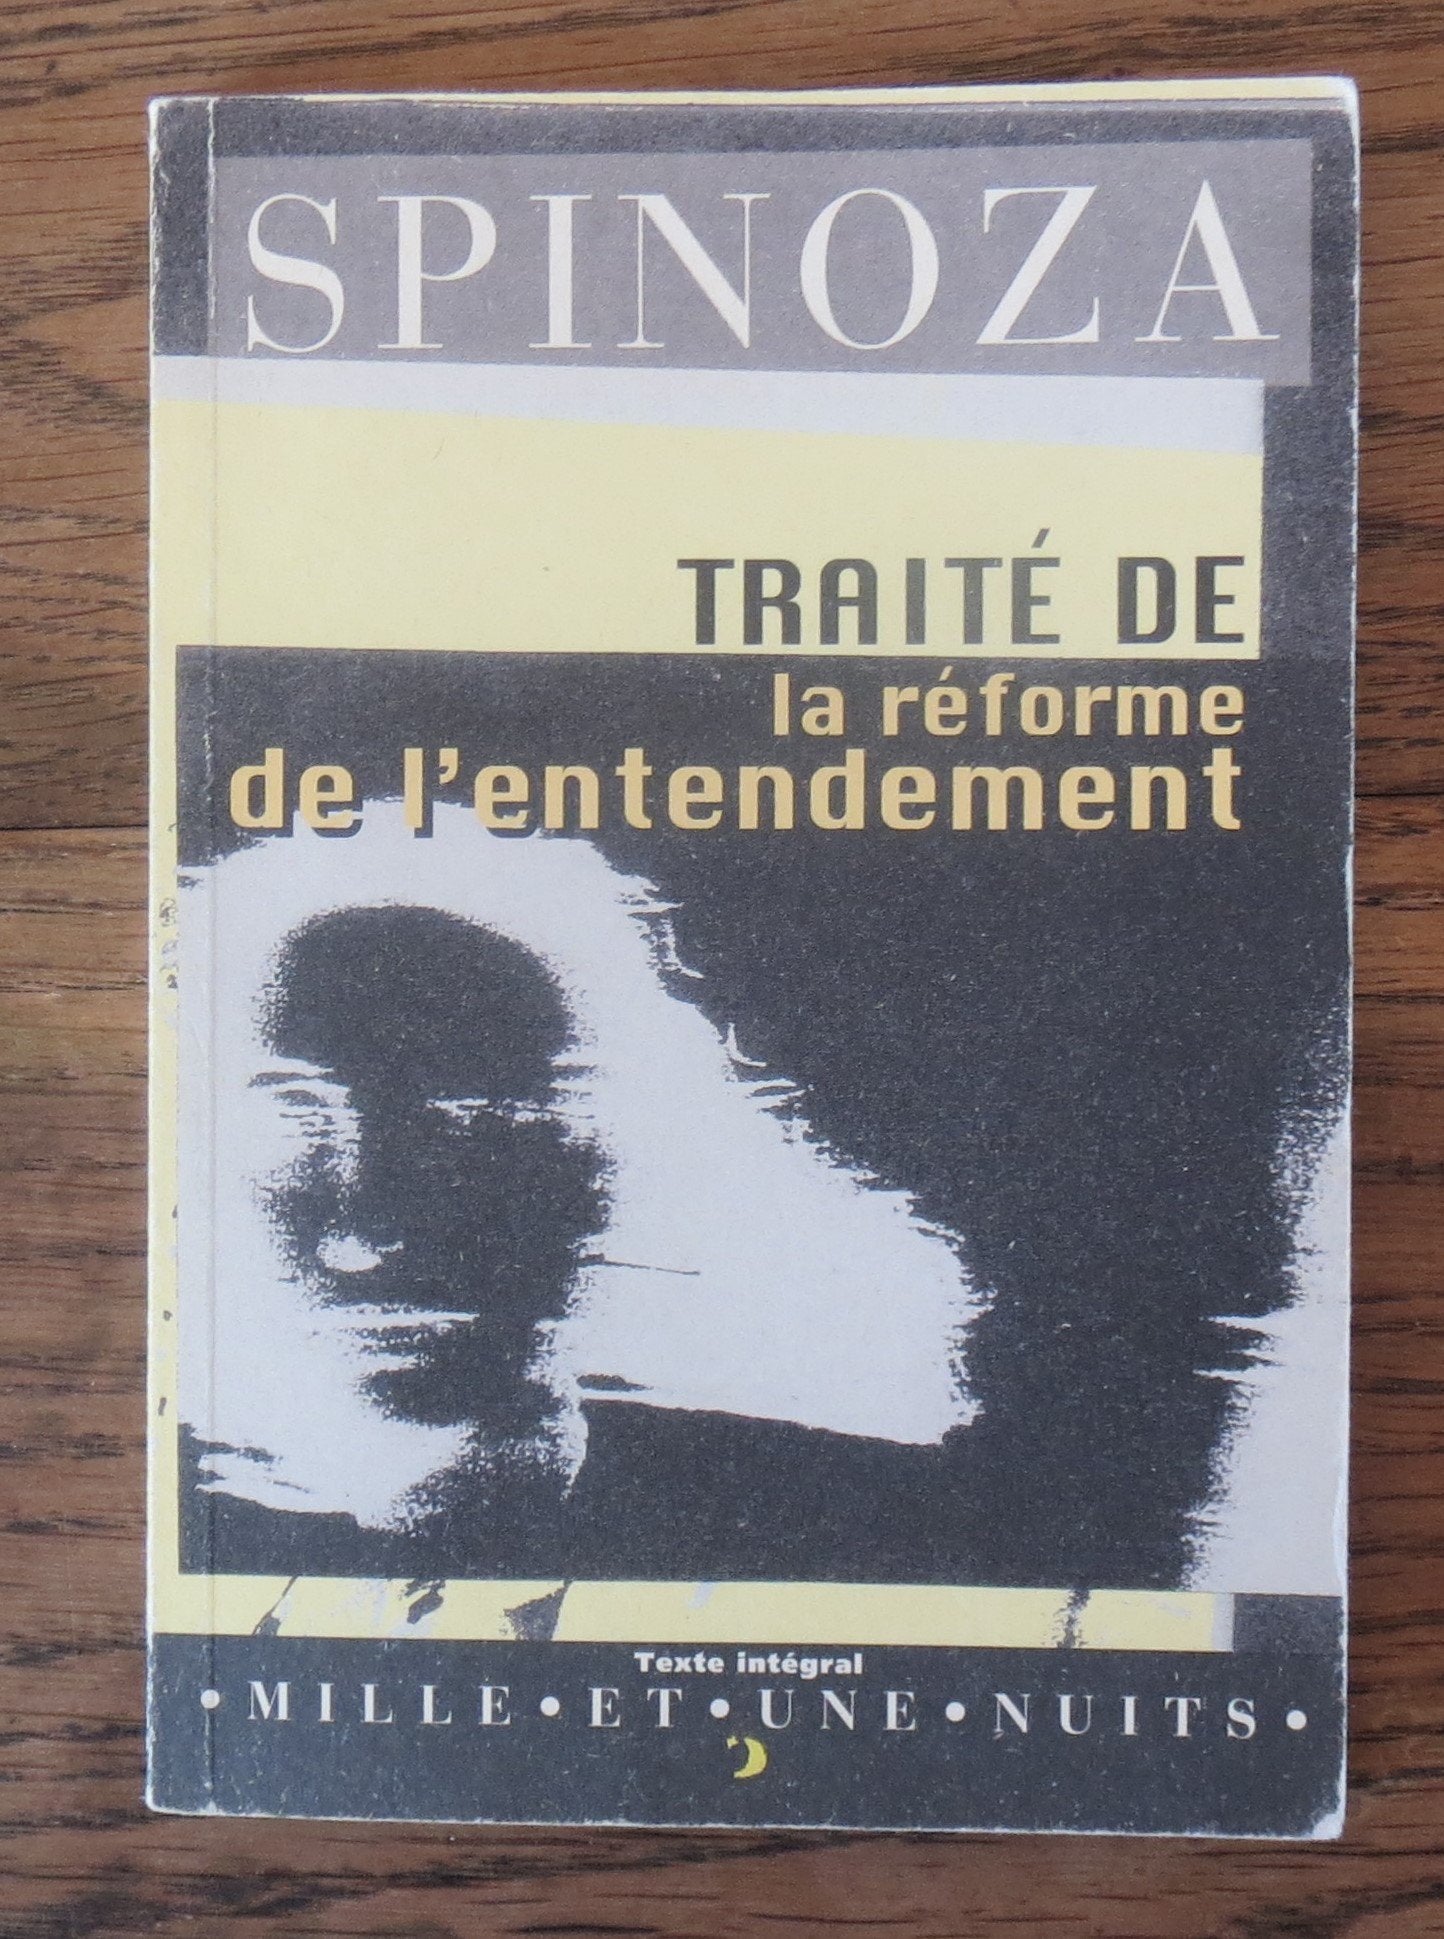 SPINOZA
TRAITÉ DE
la réforme
de l'entendement
Texte intégral
• MILLE • ET • UNE • NUITS •